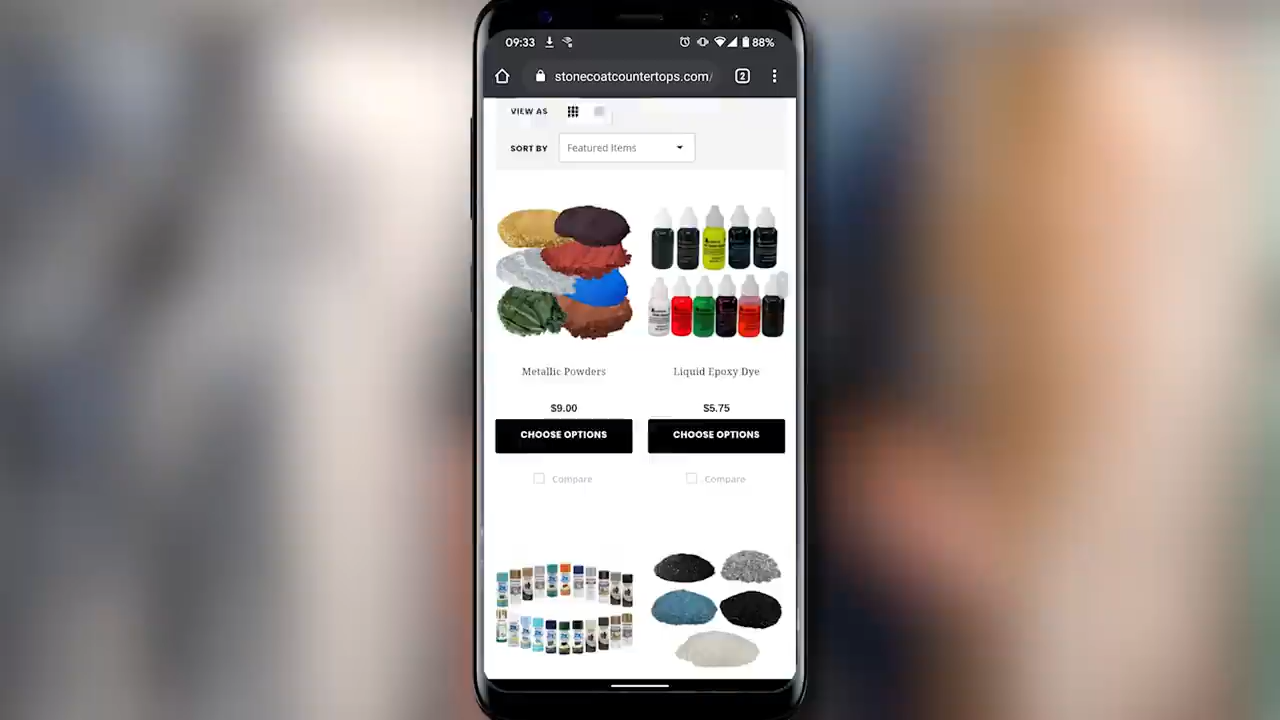 09:33
88%
stonecoatcountertops.com/
2
VIEW AS
SORT BY
Featured Items
Metallic Powders
Liquid Epoxy Dye
$9.00
$5.75
CHOOSE OPTIONS
CHOOSE OPTIONS
Compare
Compare